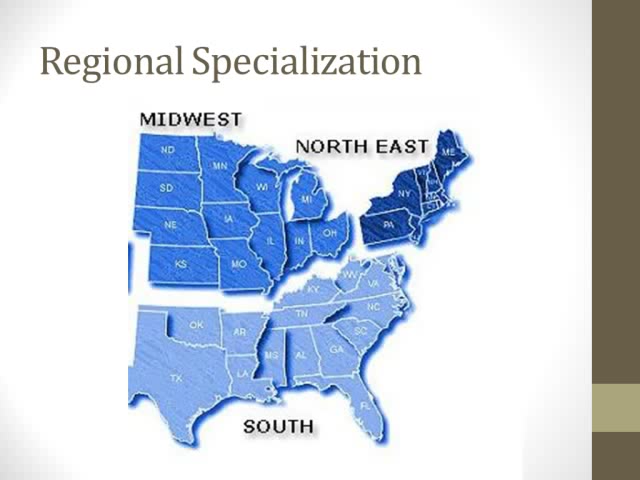 Regional Specialization
MIDWEST
NORTH EAST
ND
MN
ME
SD
WI
MI
NY
NE
IA
PA
IL
IN
OH
KS
MO
WV
VA
KY
TN
NC
OK
AR
SC
MS
AL
GA
TX
LA
FL
SOUTH